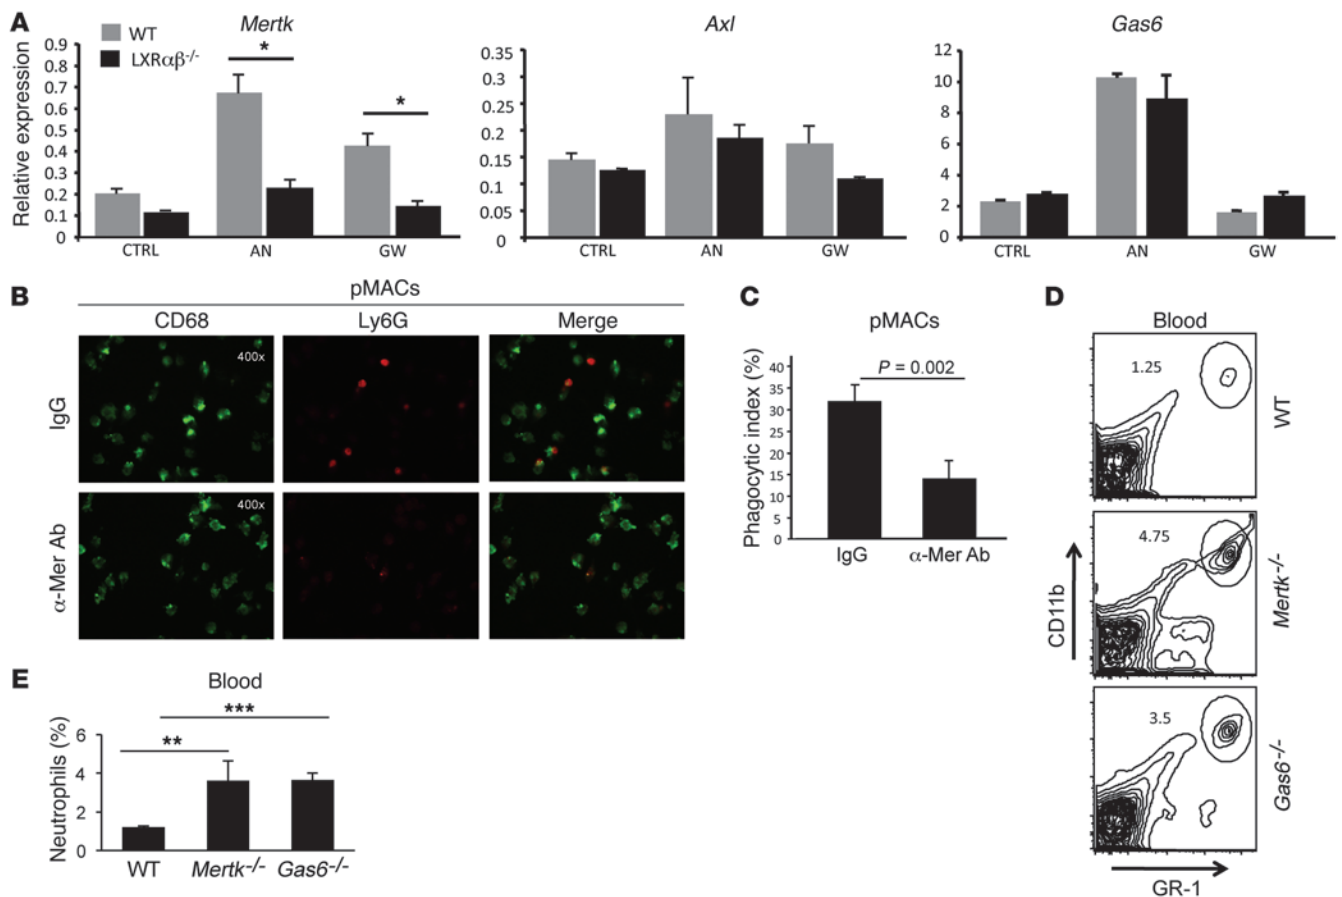 A
WT
LXRαβ-/-
Mertk
Axl
Gas6
Relative expression
0.9
0.8
0.7
0.6
0.5
0.4
0.3
0.2
0.1
0
*
*
CTRL AN GW
0.35
0.3
0.25
0.2
0.15
0.1
0.05
0
CTRL AN GW
12
10
8
6
4
2
0
CTRL AN GW
B
pMACs
CD68 Ly6G Merge
IgG
400x
α-Mer Ab
400x
C
pMACs
Phagocytic index (%)
40
35
30
25
20
15
10
5
0
P = 0.002
IgG α-Mer Ab
D
Blood
1.25
WT
4.75
Mertk-/-
3.5
Gas6-/-
CD11b
GR-1
E
Blood
Neutrophils (%)
6
4
2
0
***
**
WT Mertk-/- Gas6-/-